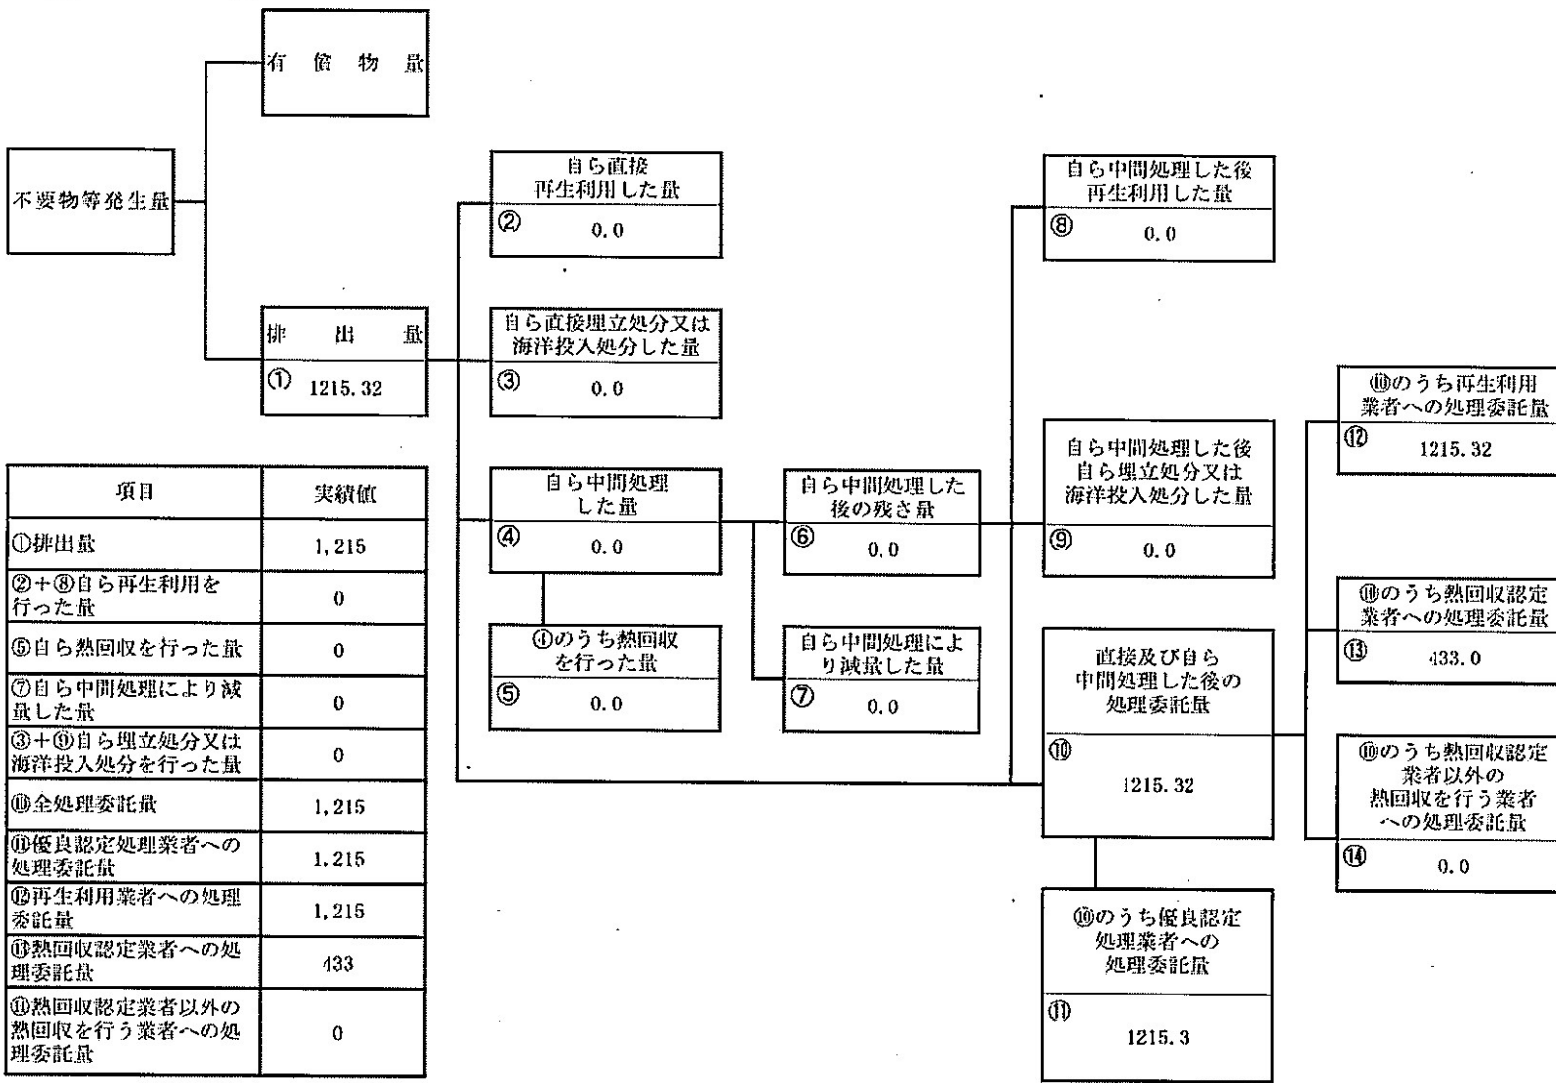 有償物量
不要物等発生量
排出量
① 1215.32
自ら直接
再生利用した量
② 0.0
自ら直接埋立処分又は
海洋投入処分した量
③ 0.0
自ら中間処理
した量
④ 0.0
④のうち熱回収
を行った量
⑤ 0.0
自ら中間処理した
後の残さ量
⑥ 0.0
自ら中間処理によ
り減量した量
⑦ 0.0
自ら中間処理した後
再生利用した量
⑧ 0.0
自ら中間処理した後
自ら埋立処分又は
海洋投入処分した量
⑨ 0.0
直接及び自ら
中間処理した後の
処理委託量
⑩
1215.32
⑩のうち優良認定
処理業者への
処理委託量
⑪
1215.3
⑩のうち再生利用
業者への処理委託量
⑫ 1215.32
⑩のうち熱回収認定
業者への処理委託量
⑬ 433.0
⑩のうち熱回収認定
業者以外の
熱回収を行う業者
への処理委託量
⑭ 0.0
項目 実績値
①排出量 1,215
②+⑧自ら再生利用を
行った量 0
⑤自ら熱回収を行った量 0
⑦自ら中間処理により減
量した量 0
③+⑨自ら埋立処分又は
海洋投入処分を行った量 0
⑩全処理委託量 1,215
⑪優良認定処理業者への
処理委託量 1,215
⑫再生利用業者への処理
委託量 1,215
⑬熱回収認定業者への処
理委託量 433
⑭熱回収認定業者以外の
熱回収を行う業者への処
理委託量 0